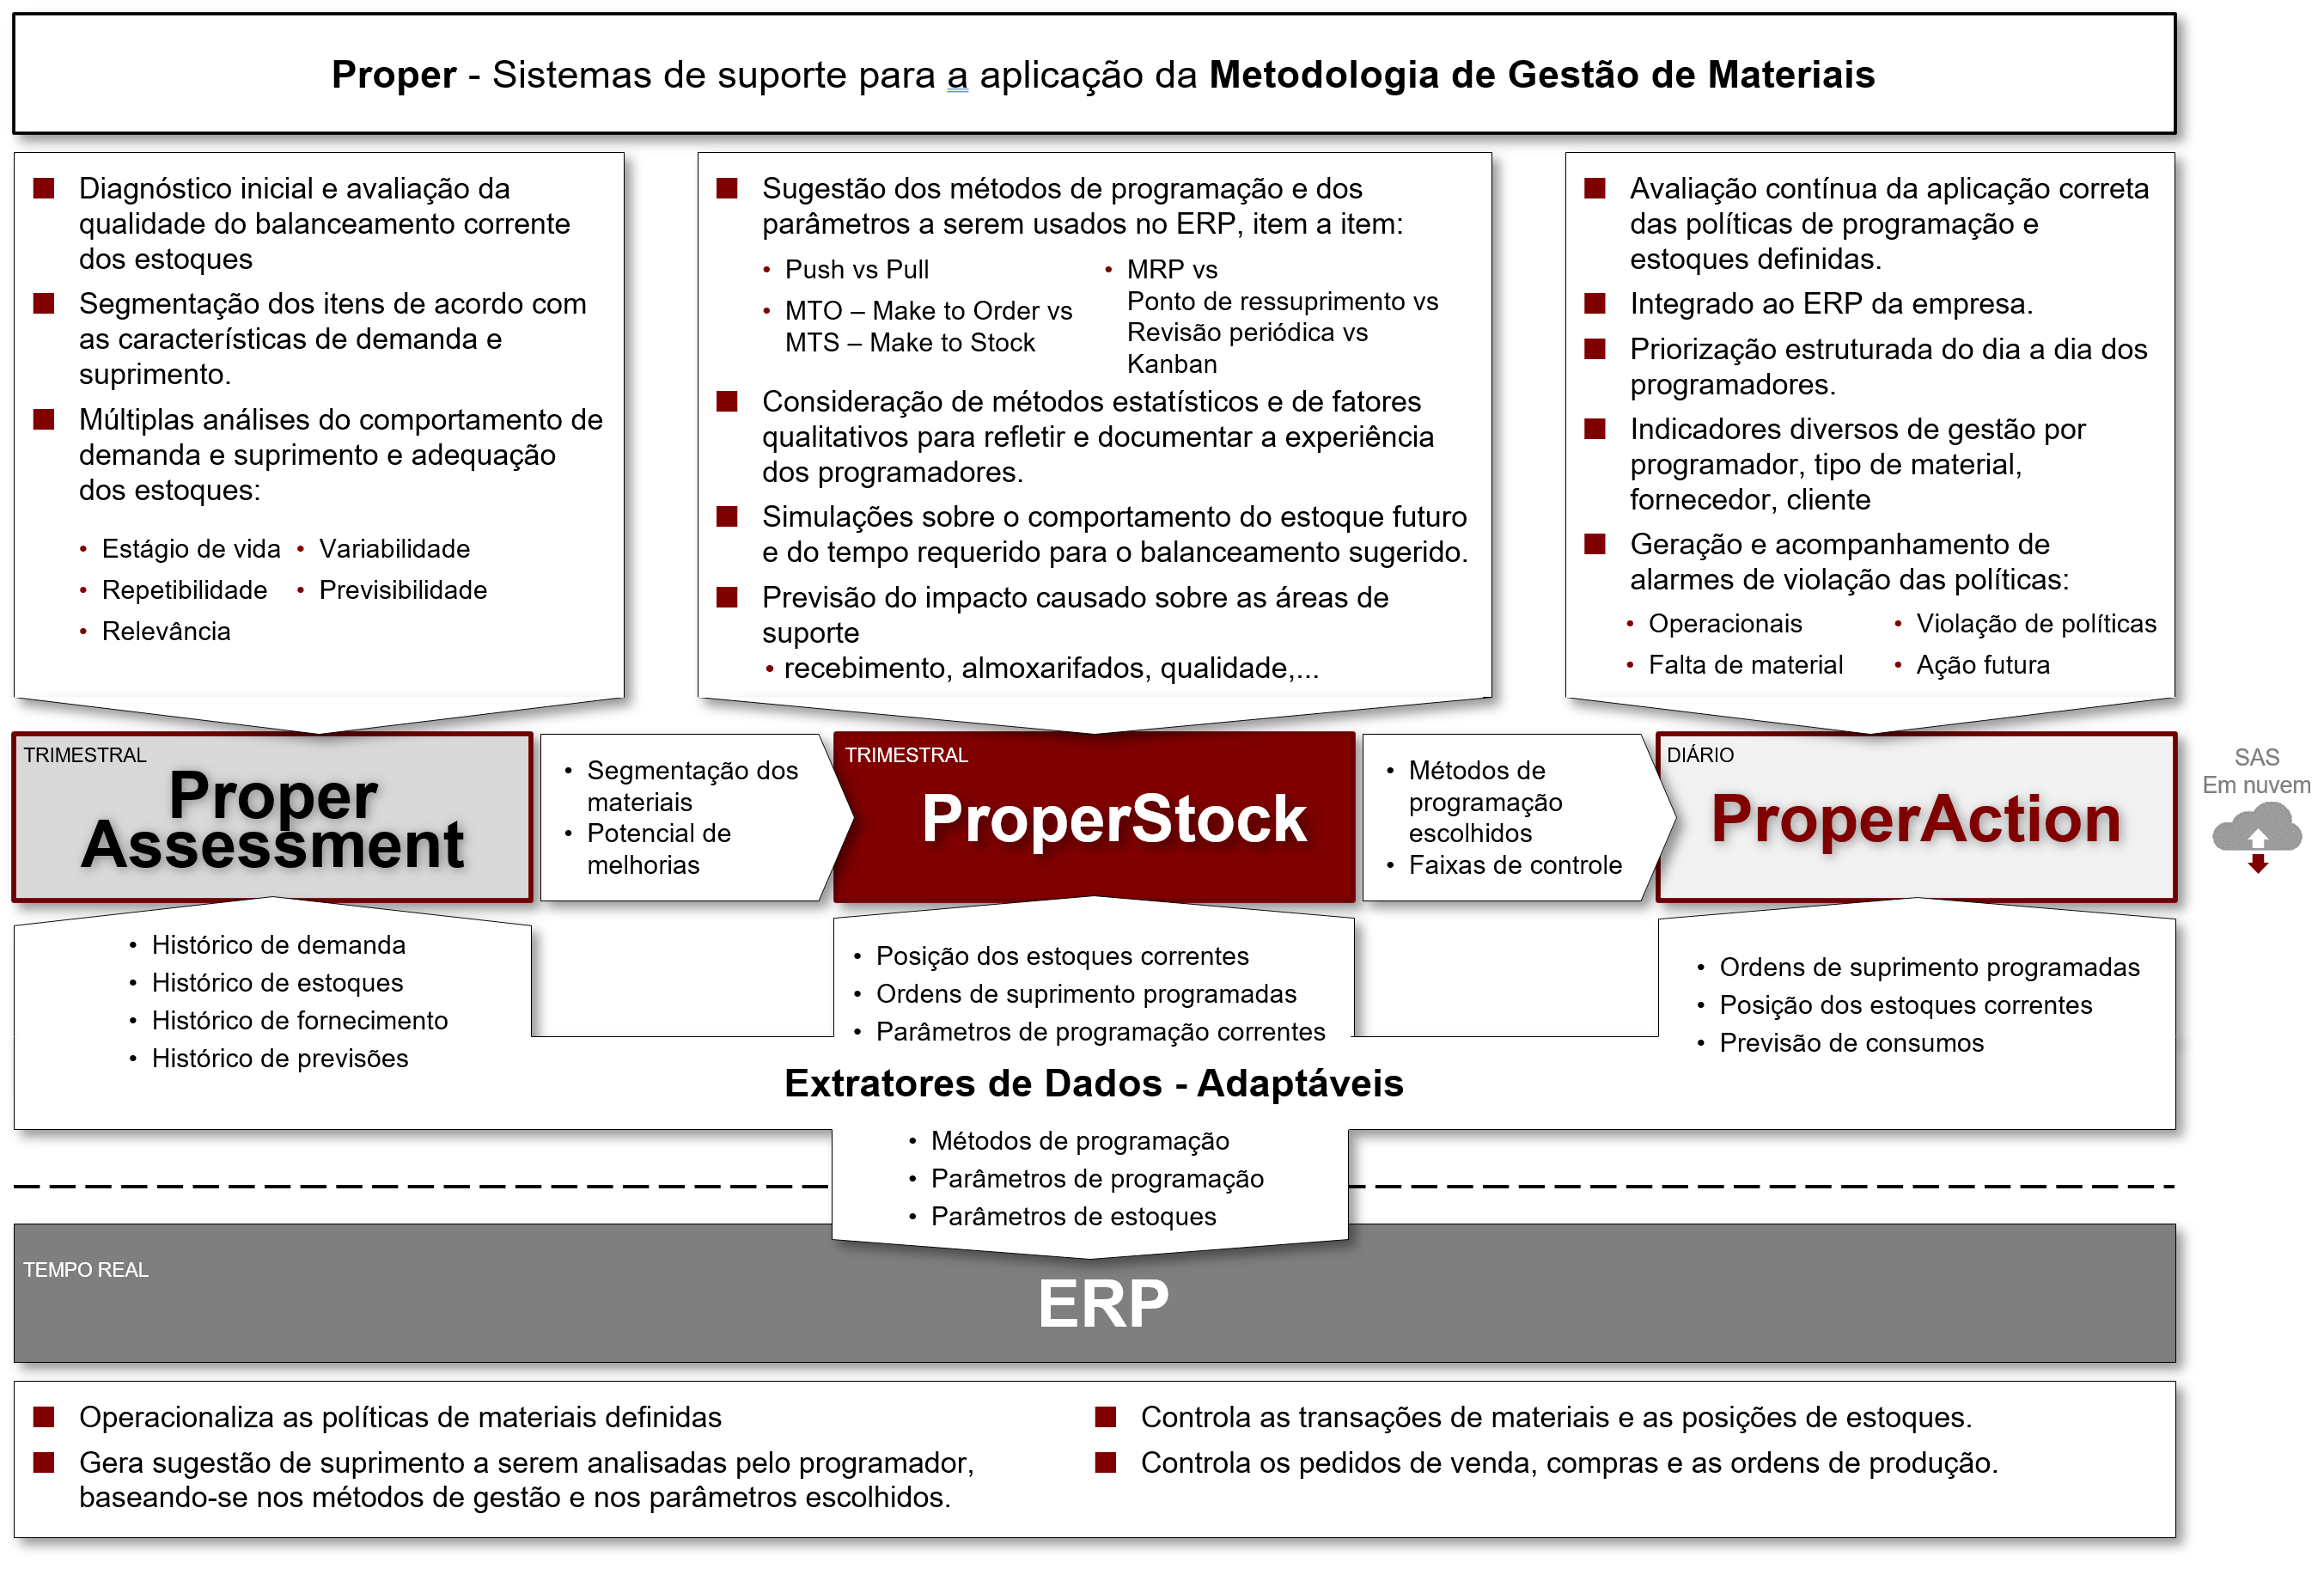 Proper - Sistemas de suporte para a aplicação da Metodologia de Gestão de Materiais
Diagnóstico inicial e avaliação da
qualidade do balanceamento corrente
dos estoques
Segmentação dos itens de acordo com
as características de demanda e
suprimento.
Múltiplas análises do comportamento de
demanda e suprimento e adequação
dos estoques:
• Estágio de vida
• Variabilidade
• Repetibilidade
• Previsibilidade
• Relevância
Sugestão dos métodos de programação e dos
parâmetros a serem usados no ERP, item a item:
• Push vs Pull
• MTO – Make to Order vs
MTS – Make to Stock
• MRP vs
Ponto de ressuprimento vs
Revisão periódica vs
Kanban
Consideração de métodos estatísticos e de fatores
qualitativos para refletir e documentar a experiência
dos programadores.
Simulações sobre o comportamento do estoque futuro
e do tempo requerido para o balanceamento sugerido.
Previsão do impacto causado sobre as áreas de
suporte
• recebimento, almoxarifados, qualidade,...
Avaliação contínua da aplicação correta
das políticas de programação e
estoques definidas.
Integrado ao ERP da empresa.
Priorização estruturada do dia a dia dos
programadores.
Indicadores diversos de gestão por
programador, tipo de material,
fornecedor, cliente
Geração e acompanhamento de
alarmes de violação das políticas:
• Operacionais
• Violação de políticas
• Falta de material
• Ação futura
TRIMESTRAL
Proper
Assessment
• Segmentação dos
materiais
• Potencial de
melhorias
TRIMESTRAL
ProperStock
• Métodos de
programação
escolhidos
• Faixas de controle
DIÁRIO
ProperAction
SAS
Em nuvem
• Histórico de demanda
• Histórico de estoques
• Histórico de fornecimento
• Histórico de previsões
• Posição dos estoques correntes
• Ordens de suprimento programadas
• Parâmetros de programação correntes
• Ordens de suprimento programadas
• Posição dos estoques correntes
• Previsão de consumos
Extratores de Dados - Adaptáveis
• Métodos de programação
• Parâmetros de programação
• Parâmetros de estoques
TEMPO REAL
ERP
Operacionaliza as políticas de materiais definidas
Gera sugestão de suprimento a serem analisadas pelo programador,
baseando-se nos métodos de gestão e nos parâmetros escolhidos.
Controla as transações de materiais e as posições de estoques.
Controla os pedidos de venda, compras e as ordens de produção.